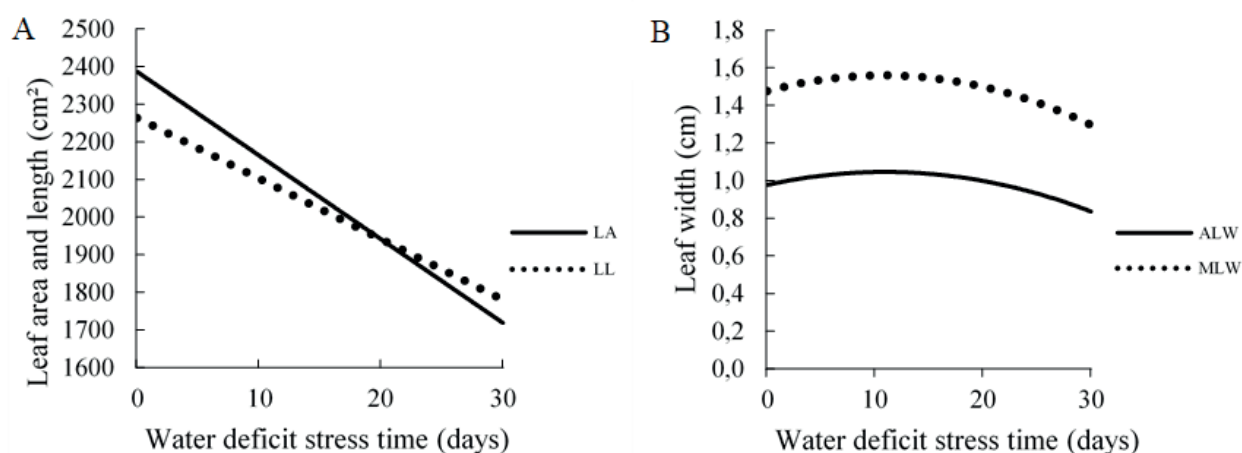 A
Leaf area and length (cm²)
2500
2400
2300
2200
2100
2000
1900
1800
1700
1600
0 10 20 30
Water deficit stress time (days)
LA
LL
B
Leaf width (cm)
1,8
1,6
1,4
1,2
1,0
0,8
0,6
0,4
0,2
0,0
0 10 20 30
Water deficit stress time (days)
ALW
MLW